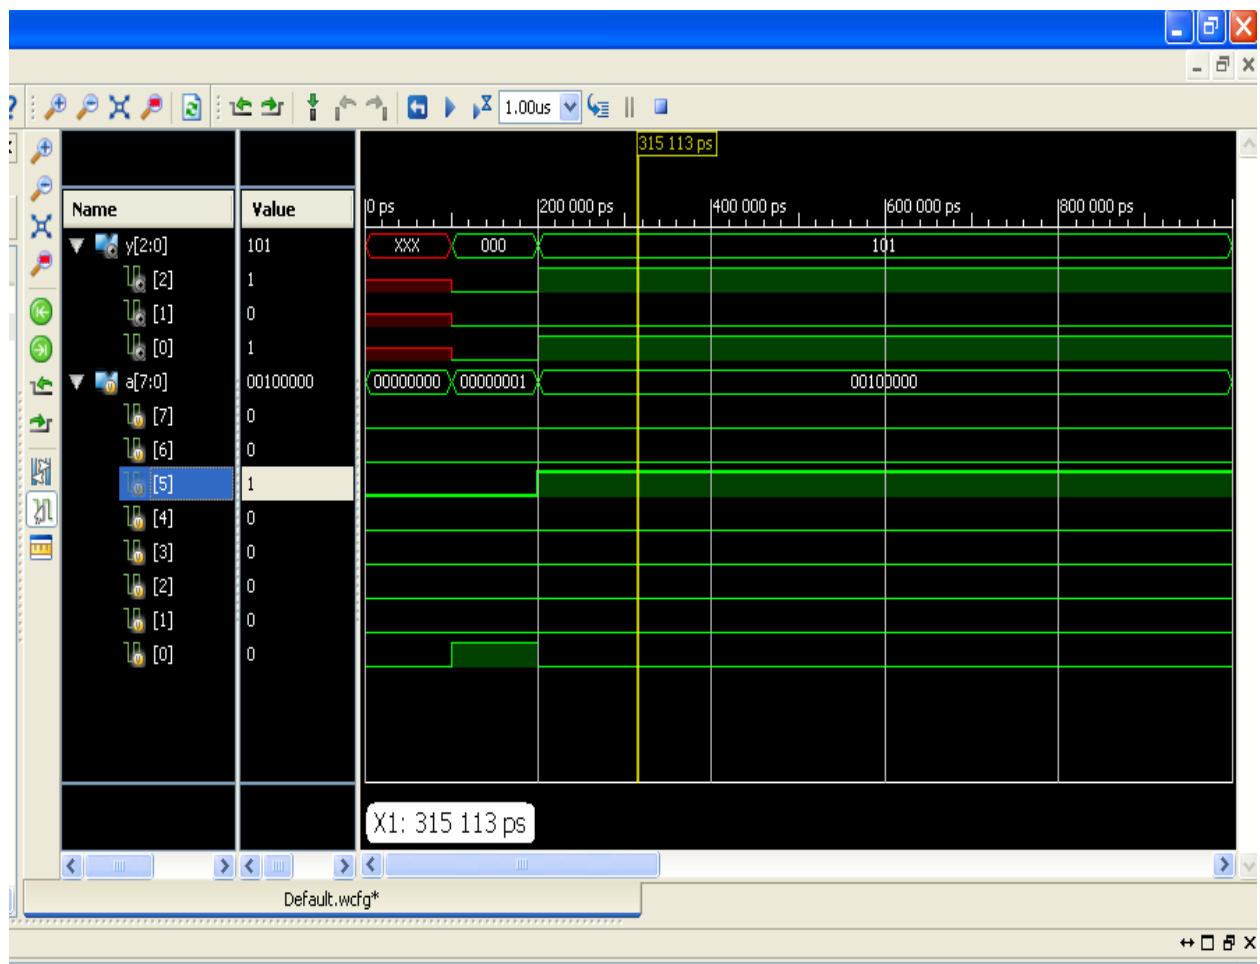 1.00us
315 113 ps
Name Value 0 ps 200 000 ps 400 000 ps 600 000 ps 800 000 ps
y[2:0] 101 XXX 000 101
[2] 1
[1] 0
[0] 1
a[7:0] 00100000 00000000 00000001 00100000
[7] 0
[6] 0
[5] 1
[4] 0
[3] 0
[2] 0
[1] 0
[0] 0
X1: 315 113 ps
Default.wcfg*